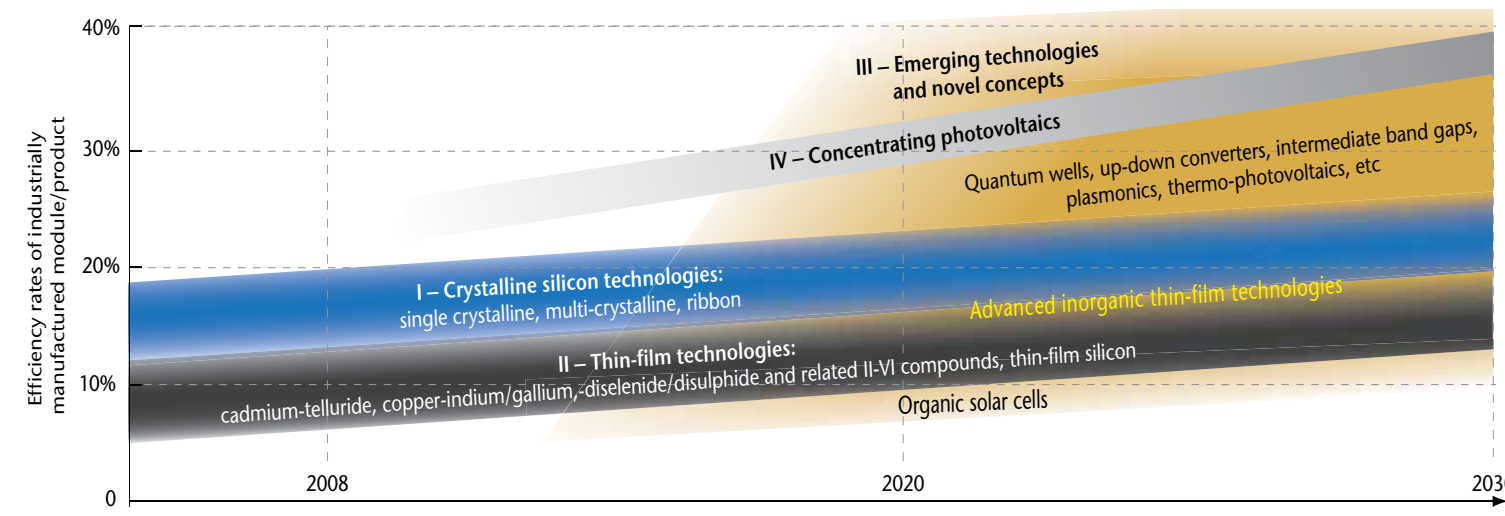 Efficiency rates of industrially
manufactured module/product
40%
30%
20%
10%
0
III – Emerging technologies
and novel concepts
IV – Concentrating photovoltaics
Quantum wells, up-down converters, intermediate band gaps,
plasmonics, thermo-photovoltaics, etc
I – Crystalline silicon technologies:
single crystalline, multi-crystalline, ribbon
Advanced inorganic thin-film technologies
II – Thin-film technologies:
cadmium-telluride, copper-indium/gallium,-diselenide/disulphide and related II-VI compounds, thin-film silicon
Organic solar cells
2008
2020